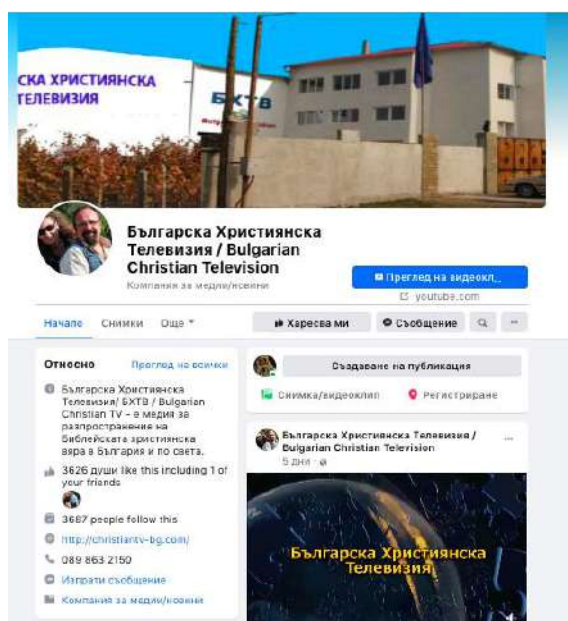 СКА ХРИСТИЯНСКА
ТЕЛЕВИЗИЯ
БХТВ
Българска Християнска
Телевизия / Bulgarian
Christian Television
Компания за медии/новини
Преглед на видеокл...
youtube.com
Начало Снимки Още
Харесва ми Съобщение
Относно Преглед на всички
Българска Християнска
Телевизия/ БХТВ / Bulgarian
Christian TV - е медия за
разпространение на
библейската християнска
вяра в България и по света.
3626 души like this including 1 of
your friends
3687 people follow this
http://christiantv-bg.com/
089 863 2150
Изпрати съобщение
Компания за медии/новини
Създаване на публикация
Снимка/видеоклип Регистриране
Българска Християнска Телевизия /
Bulgarian Christian Television
5 дни
Българска Християнска
Телевизия